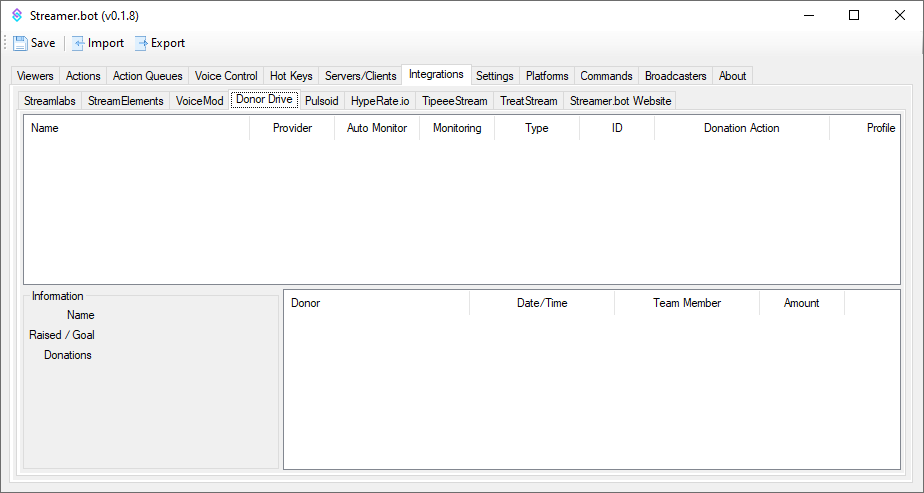 Streamer.bot (v0.1.8)
Save Import Export
Viewers Actions Action Queues Voice Control Hot Keys Servers/Clients Integrations Settings Platforms Commands Broadcasters About
Streamlabs StreamElements VoiceMod Donor Drive Pulsoid HypeRate.io TipeeeStream TreatStream Streamer.bot Website
Name Provider Auto Monitor Monitoring Type ID Donation Action Profile
Information
Name
Raised / Goal
Donations
Donor Date/Time Team Member Amount